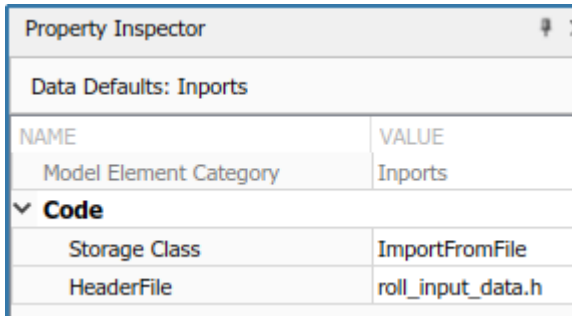 Property Inspector
Data Defaults: Inports
NAME VALUE
Model Element Category Inports
Code
Storage Class ImportFromFile
HeaderFile roll_input_data.h